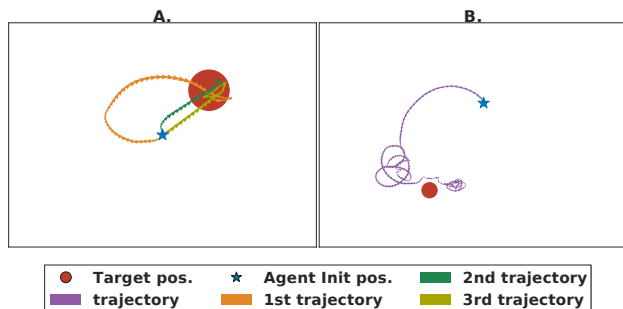 A. B.
Target pos. Agent Init pos. 2nd trajectory
trajectory 1st trajectory 3rd trajectory